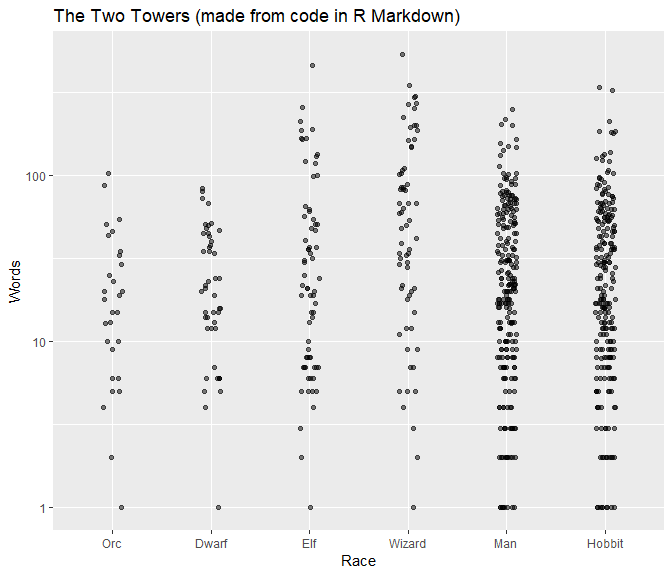 The Two Towers (made from code in R Markdown)
Words
100
10
1
Orc Dwarf Elf Wizard Man Hobbit
Race